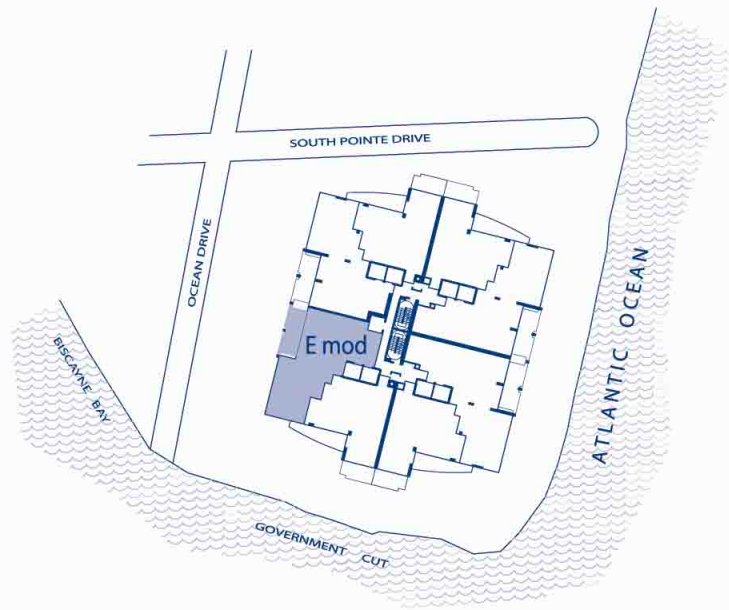 SOUTH POINTE DRIVE
OCEAN DRIVE
E mod
BISCAYNE BAY
ATLANTIC OCEAN
GOVERNMENT CUT